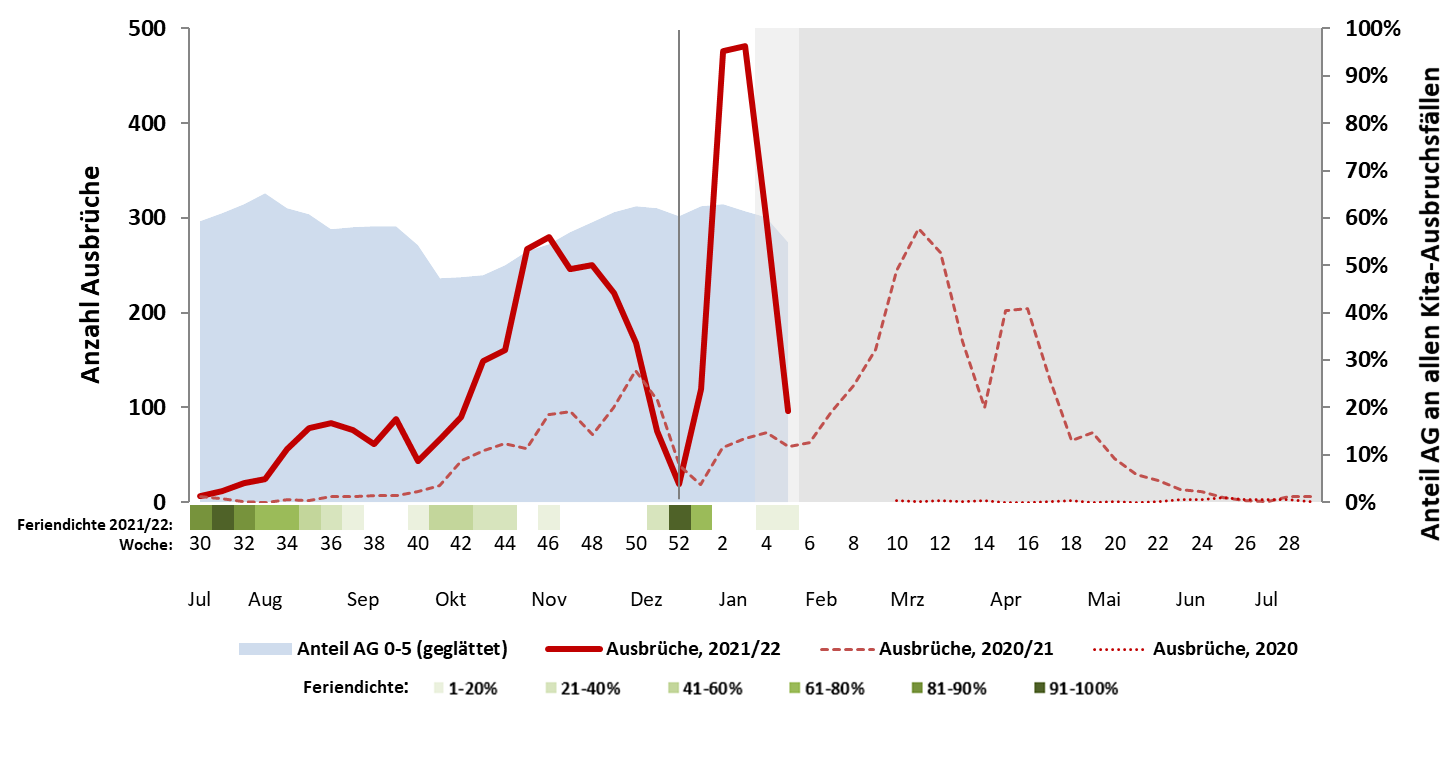 500
400
300
200
100
0
Anzahl Ausbrüche
100%
90%
80%
70%
60%
50%
40%
30%
20%
10%
0%
Anteil AG an allen Kita-Ausbruchsfällen
Feriendichte 2021/22:
Woche: 30 32 34 36 38 40 42 44 46 48 50 52 2 4 6 8 10 12 14 16 18 20 22 24 26 28
Jul Aug Sep Okt Nov Dez Jan Feb Mrz Apr Mai Jun Jul
Anteil AG 0-5 (geglättet) Ausbrüche, 2021/22 Ausbrüche, 2020/21 Ausbrüche, 2020
Feriendichte: 1-20% 21-40% 41-60% 61-80% 81-90% 91-100%